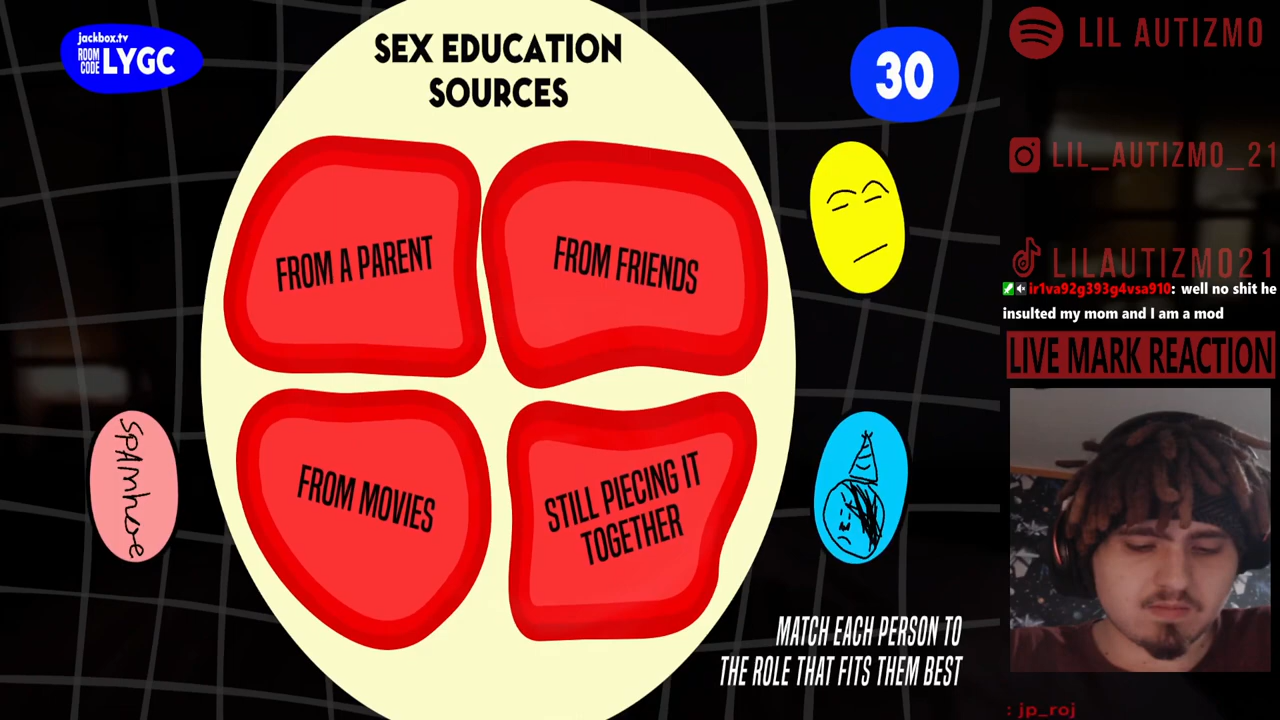 jackbox.tv
ROOM CODE LYGC
SEX EDUCATION
SOURCES
30
FROM A PARENT
FROM FRIENDS
FROM MOVIES
STILL PIECING IT
TOGETHER
SPAMhere
MATCH EACH PERSON TO
THE ROLE THAT FITS THEM BEST
LIL AUTIZMO
LIL_AUTIZMO_21
LILAUTIZMO21
ir1va92g393g4vsa910: well no shit he
insulted my mom and I am a mod
LIVE MARK REACTION
: jp_roj